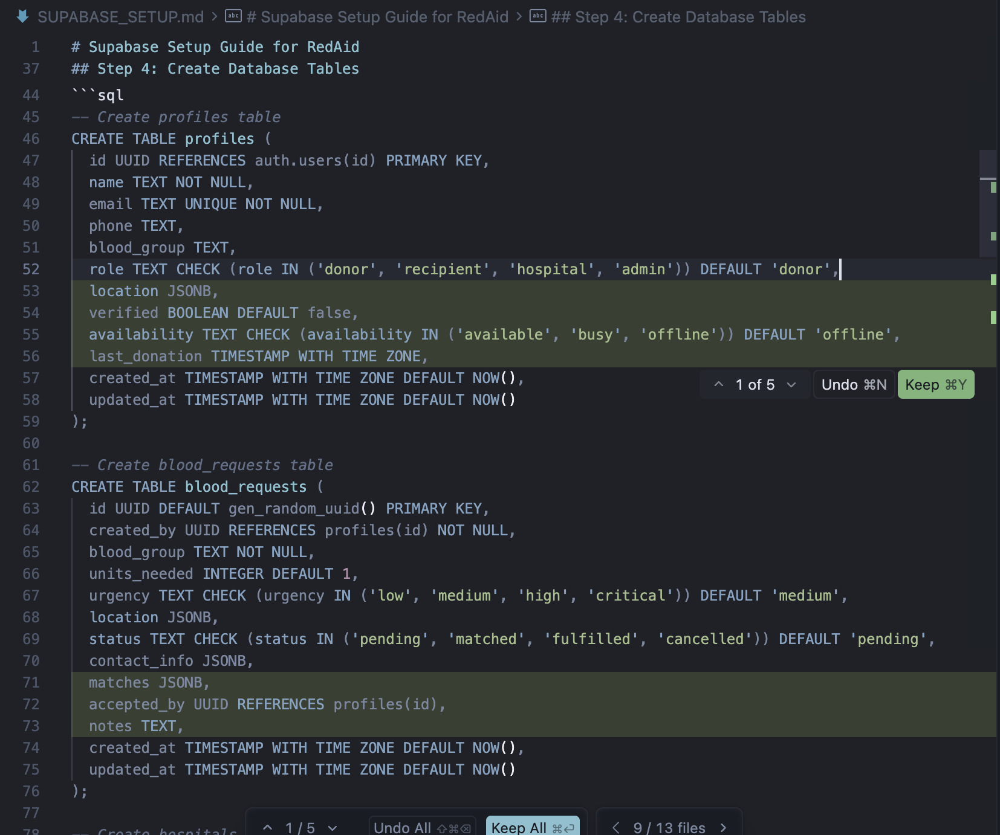 SUPABASE_SETUP.md > abc # Supabase Setup Guide for RedAid > abc ## Step 4: Create Database Tables
1 # Supabase Setup Guide for RedAid
37 ## Step 4: Create Database Tables
44 ```sql
45 -- Create profiles table
46 CREATE TABLE profiles (
47 id UUID REFERENCES auth.users(id) PRIMARY KEY,
48 name TEXT NOT NULL,
49 email TEXT UNIQUE NOT NULL,
50 phone TEXT,
51 blood_group TEXT,
52 role TEXT CHECK (role IN ('donor', 'recipient', 'hospital', 'admin')) DEFAULT 'donor',
53 location JSONB,
54 verified BOOLEAN DEFAULT false,
55 availability TEXT CHECK (availability IN ('available', 'busy', 'offline')) DEFAULT 'offline',
56 last_donation TIMESTAMP WITH TIME ZONE,
57 created_at TIMESTAMP WITH TIME ZONE DEFAULT NOW(),
1 of 5 Undo ⌘N Keep ⌘Y
58 updated_at TIMESTAMP WITH TIME ZONE DEFAULT NOW()
59 );
60
61 -- Create blood_requests table
62 CREATE TABLE blood_requests (
63 id UUID DEFAULT gen_random_uuid() PRIMARY KEY,
64 created_by UUID REFERENCES profiles(id) NOT NULL,
65 blood_group TEXT NOT NULL,
66 units_needed INTEGER DEFAULT 1,
67 urgency TEXT CHECK (urgency IN ('low', 'medium', 'high', 'critical')) DEFAULT 'medium',
68 location JSONB,
69 status TEXT CHECK (status IN ('pending', 'matched', 'fulfilled', 'cancelled')) DEFAULT 'pending',
70 contact_info JSONB,
71 matches JSONB,
72 accepted_by UUID REFERENCES profiles(id),
73 notes TEXT,
74 created_at TIMESTAMP WITH TIME ZONE DEFAULT NOW(),
75 updated_at TIMESTAMP WITH TIME ZONE DEFAULT NOW()
76 );
77
78 -- Create hospitals
1 / 5 Undo All ⇧⌘⌫ Keep All ⌘⏎ < 9 / 13 files >